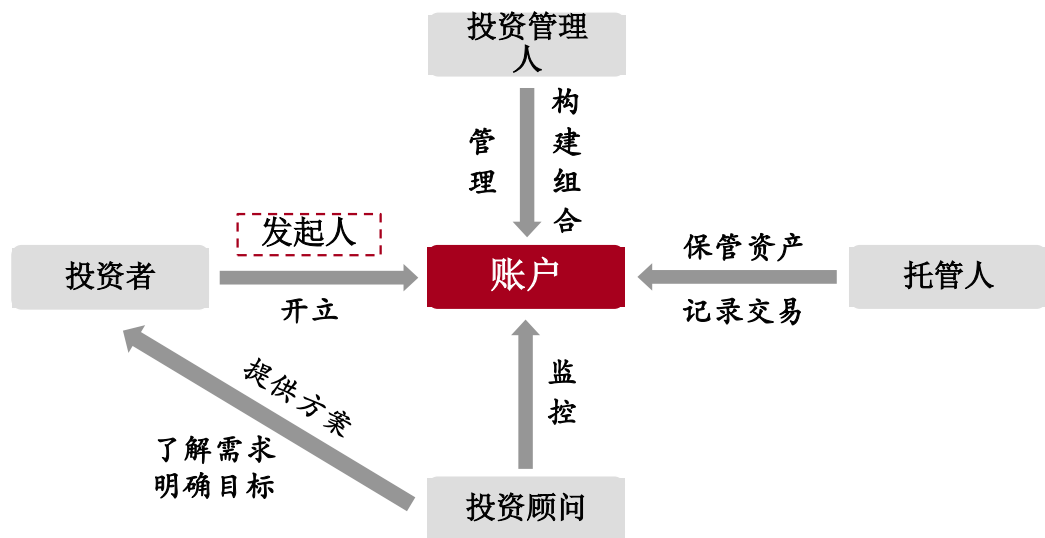 投资管理
人
管
理
构
建
组
合
发起人
投资者
开立
账户
保管资产
记录交易
托管人
提供方案
了解需求
明确目标
监
控
投资顾问